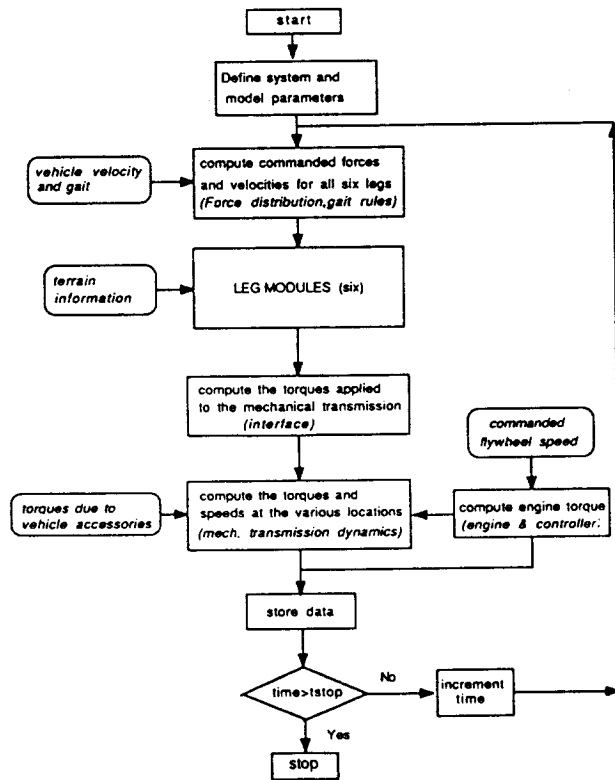 start
Define system and
model parameters
vehicle velocity
and gait
compute commanded forces
and velocities for all six legs
(Force distribution,gait rules)
terrain
information
LEG MODULES (six)
compute the torques applied
to the mechanical transmission
(interface)
commanded
flywheel speed
torques due to
vehicle accessories
compute the torques and
speeds at the various locations
(mech. transmission dynamics)
compute engine torque
(engine & controller)
store data
time>tstop
No
increment
time
Yes
stop